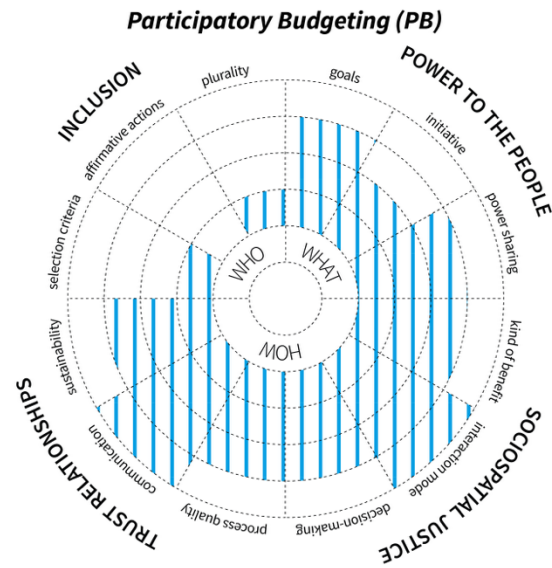 Participatory Budgeting (PB)
INCLUSION
POWER TO THE PEOPLE
plurality
goals
affirmative actions
initiative
selection criteria
power sharing
WHO
WHAT
HOW
sustainability
kind of benefit
communication
interaction mode
process quality
decision-making
TRUST RELATIONSHIPS
SOCIOSPATIAL JUSTICE